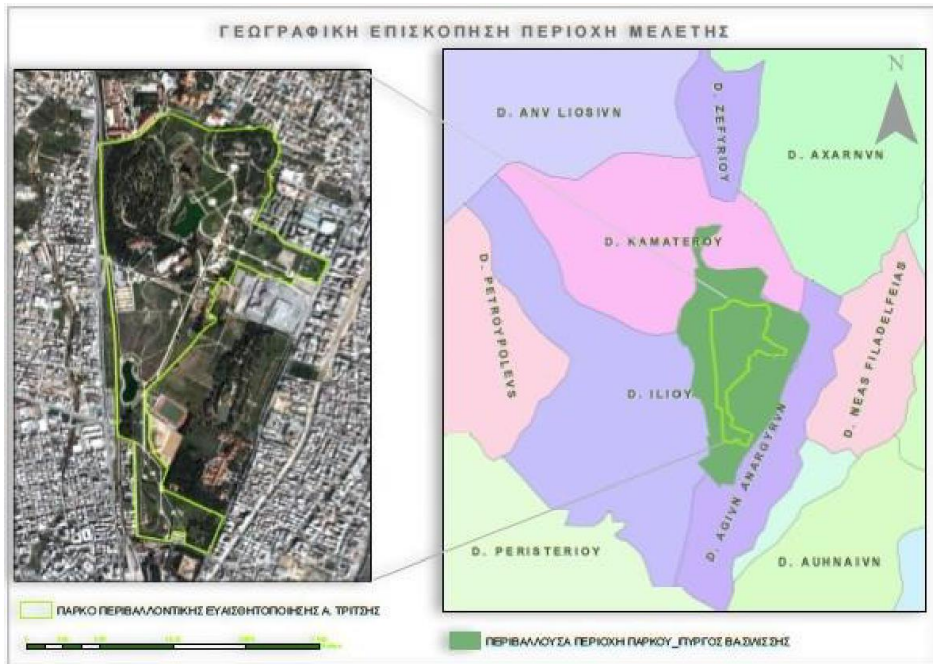 ΓΕΩΓΡΑΦΙΚΗ ΕΠΙΣΚΟΠΗΣΗ ΠΕΡΙΟΧΗ ΜΕΛΕΤΗΣ
N
D. ANV LIOSIVN
D. ZEFYRIOY
D. AXARNVN
D. KAMATEROY
D. PETROYPOLEVS
D. NEAS FILADELFEIAS
D. ILIOY
D. AGIVN ANARGYRVN
D. PERISTERIOY
D. AUHNAIVN
ΠΑΡΚΟ ΠΕΡΙΒΑΛΛΟΝΤΙΚΗΣ ΕΥΑΙΣΘΗΤΟΠΟΙΗΣΗΣ Α. ΤΡΙΤΣΗΣ
ΠΕΡΙΒΑΛΛΟΥΣΑ ΠΕΡΙΟΧΗ ΠΑΡΚΟΥ_ΠΥΡΓΟΣ ΒΑΣΙΛΙΣΣΗΣ